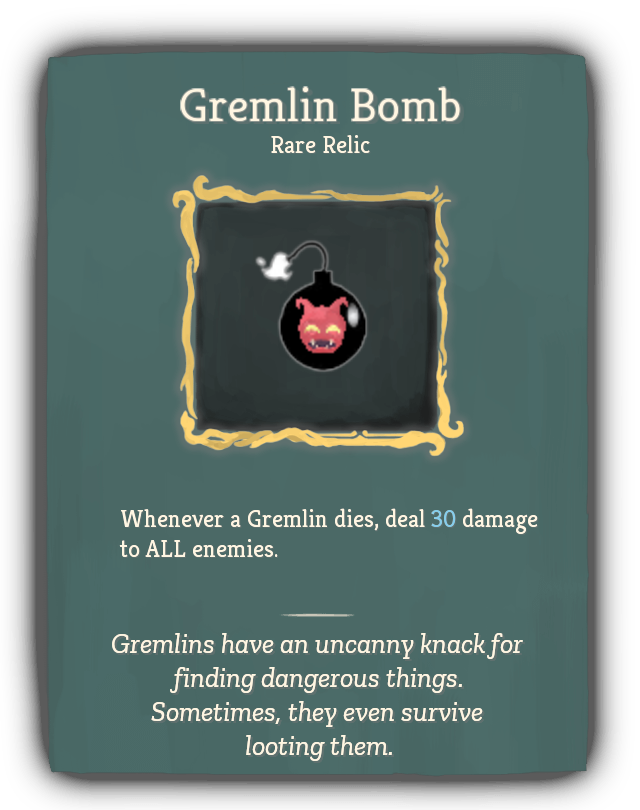 Gremlin Bomb
Rare Relic
Whenever a Gremlin dies, deal 30 damage
to ALL enemies.
Gremlins have an uncanny knack for
finding dangerous things.
Sometimes, they even survive
looting them.